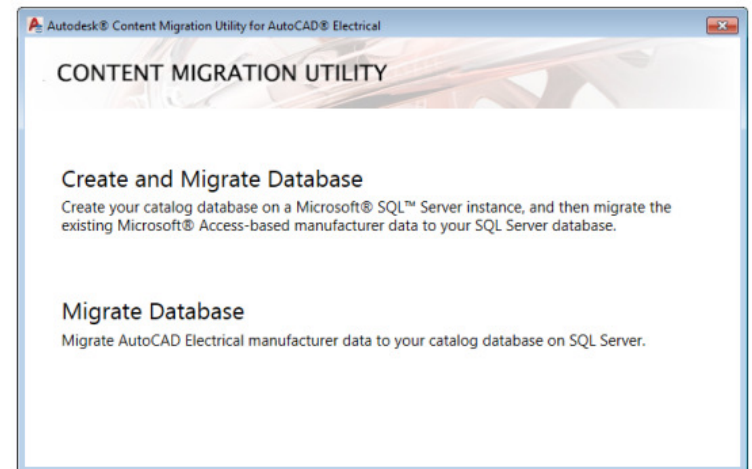 Autodesk® Content Migration Utility for AutoCAD® Electrical
CONTENT MIGRATION UTILITY
Create and Migrate Database
Create your catalog database on a Microsoft® SQL™ Server instance, and then migrate the
existing Microsoft® Access-based manufacturer data to your SQL Server database.
Migrate Database
Migrate AutoCAD Electrical manufacturer data to your catalog database on SQL Server.